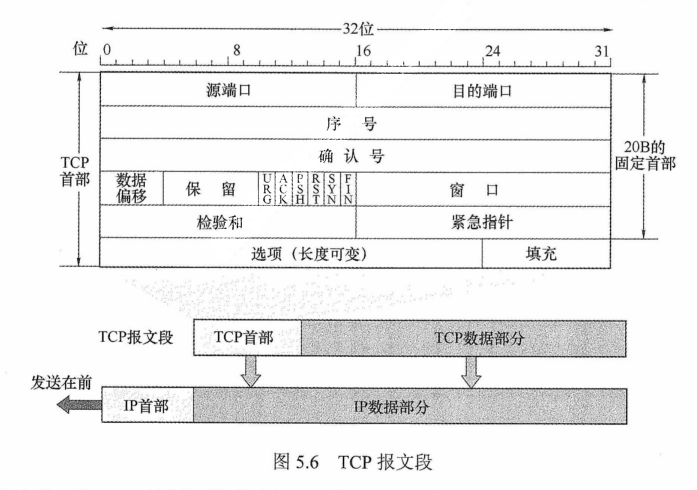 32位
位 0 8 16 24 31
源端口 目的端口
序 号
TCP首部
确 认 号
20B的固定首部
数据偏移 保 留 URG ACK PSH RST SYN FIN 窗 口
检验和 紧急指针
选项（长度可变） 填充
TCP报文段 TCP首部 TCP数据部分
发送在前
IP首部 IP数据部分
图 5.6 TCP 报文段